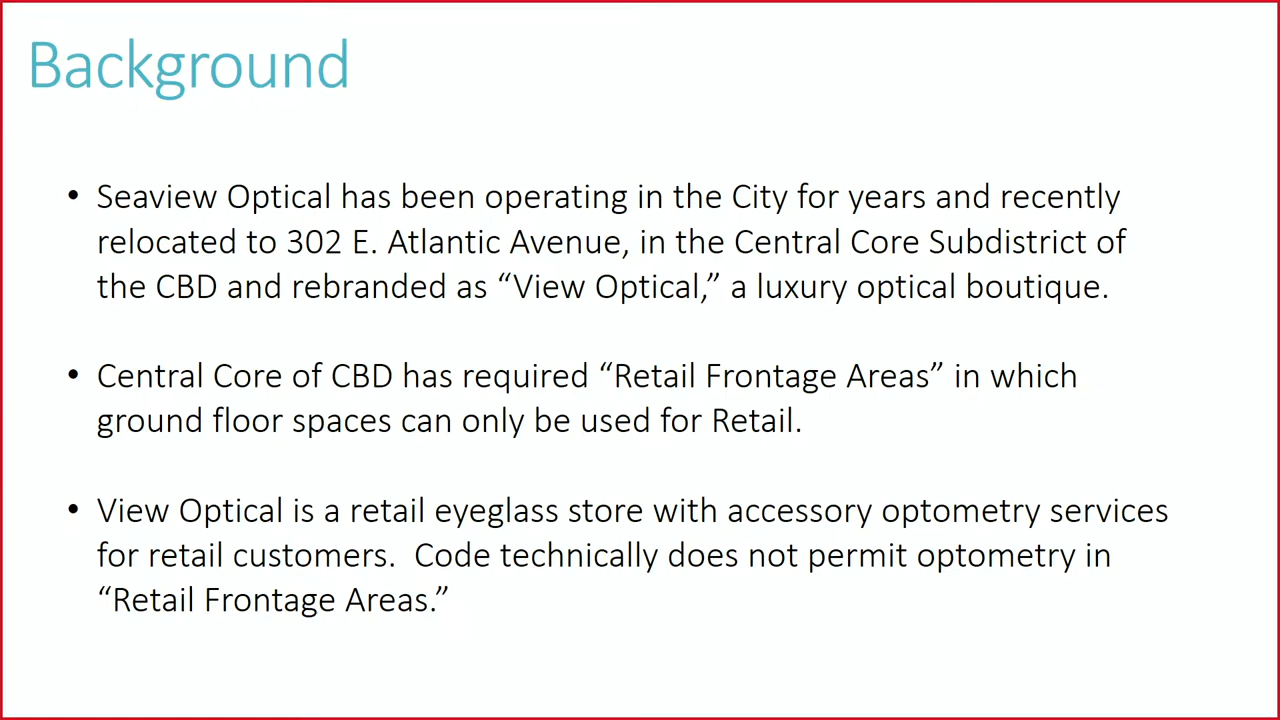 Background
• Seaview Optical has been operating in the City for years and recently
relocated to 302 E. Atlantic Avenue, in the Central Core Subdistrict of
the CBD and rebranded as “View Optical,” a luxury optical boutique.
• Central Core of CBD has required “Retail Frontage Areas” in which
ground floor spaces can only be used for Retail.
• View Optical is a retail eyeglass store with accessory optometry services
for retail customers.  Code technically does not permit optometry in
“Retail Frontage Areas.”